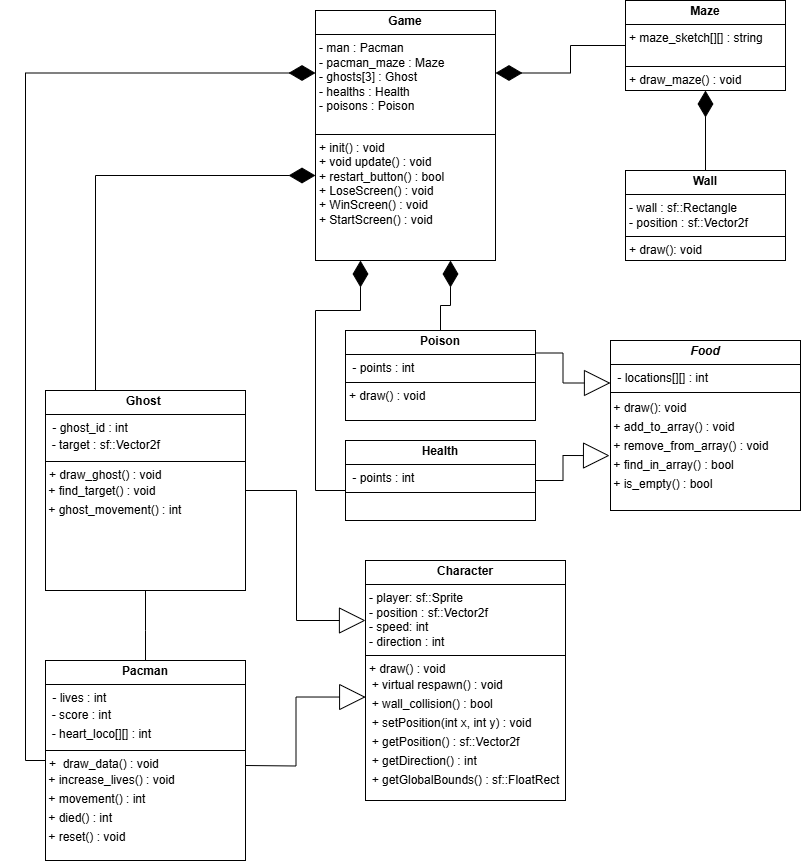 Game
- man : Pacman
- pacman_maze : Maze
- ghosts[3] : Ghost
- healths : Health
- poisons : Poison
+ init() : void
+ void update() : void
+ restart_button() : bool
+ LoseScreen() : void
+ WinScreen() : void
+ StartScreen() : void
Maze
+ maze_sketch[][] : string
+ draw_maze() : void
Wall
- wall : sf::Rectangle
- position : sf::Vector2f
+ draw(): void
Poison
- points : int
+ draw() : void
Food
- locations[][] : int
+ draw(): void
+ add_to_array() : void
+ remove_from_array() : void
+ find_in_array() : bool
+ is_empty() : bool
Health
- points : int
Ghost
- ghost_id : int
- target : sf::Vector2f
+ draw_ghost() : void
+ find_target() : void
+ ghost_movement() : int
Character
- player: sf::Sprite
- position : sf::Vector2f
- speed: int
- direction : int
+ draw() : void
+ virtual respawn() : void
+ wall_collision() : bool
+ setPosition(int x, int y) : void
+ getPosition() : sf::Vector2f
+ getDirection() : int
+ getGlobalBounds() : sf::FloatRect
Pacman
- lives : int
- score : int
- heart_loco[][] : int
+ draw_data() : void
+ increase_lives() : void
+ movement() : int
+ died() : int
+ reset() : void